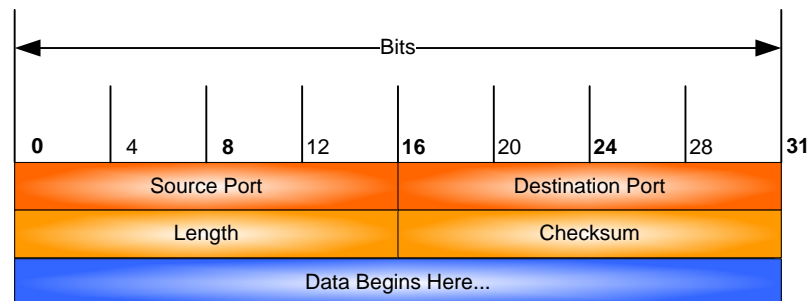 Bits
0 4 8 12 16 20 24 28 31
Source Port Destination Port
Length Checksum
Data Begins Here...